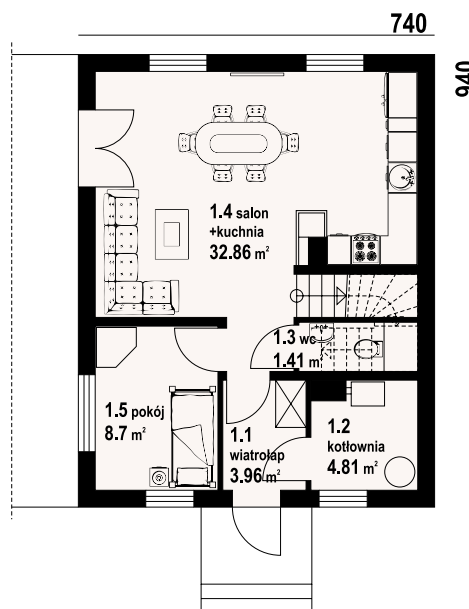 740
940
1.4 salon
+kuchnia
32.86 m²
1.3 wc
1.41 m²
1.5 pokój
8.7 m²
1.1
wiatrołap
3.96 m²
1.2
kotłownia
4.81 m²